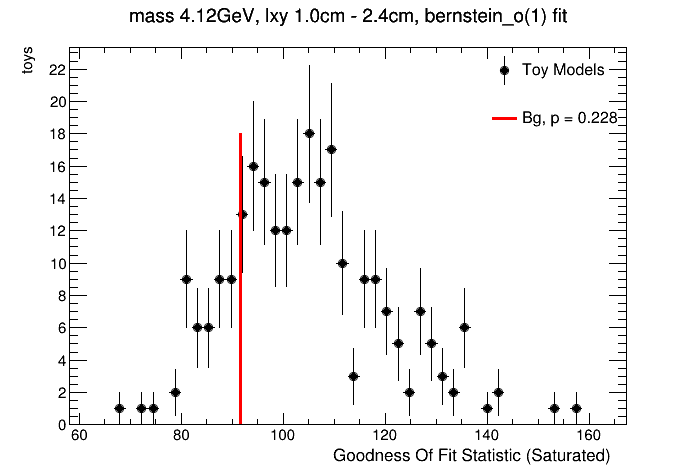 mass 4.12GeV, lxy 1.0cm - 2.4cm, bernstein_o(1) fit
toys
22
20
18
16
14
12
10
8
6
4
2
0
Toy Models
Bg, p = 0.228
60 80 100 120 140 160
Goodness Of Fit Statistic (Saturated)